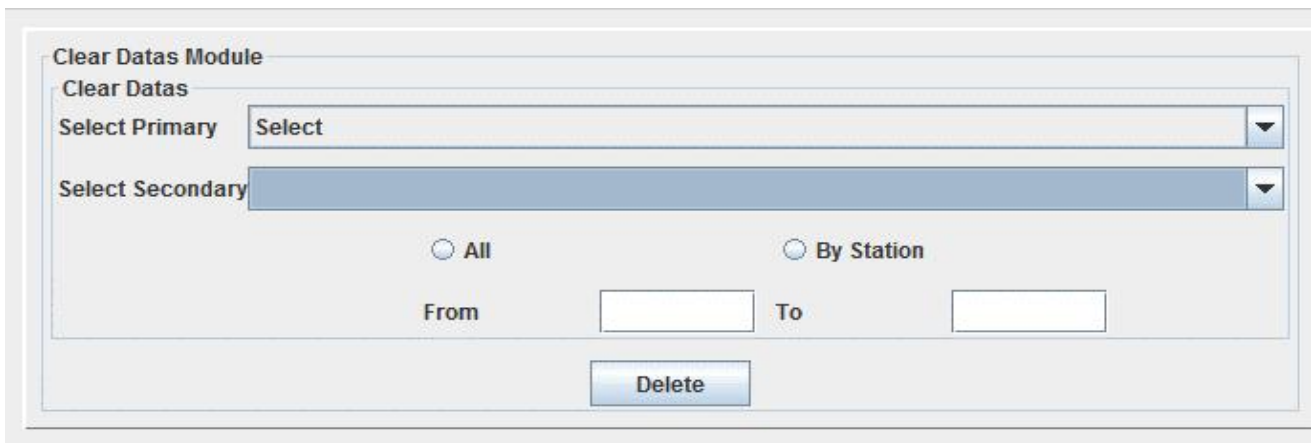 Clear Datas Module
Clear Datas
Select Primary Select
Select Secondary
All By Station
From To
Delete